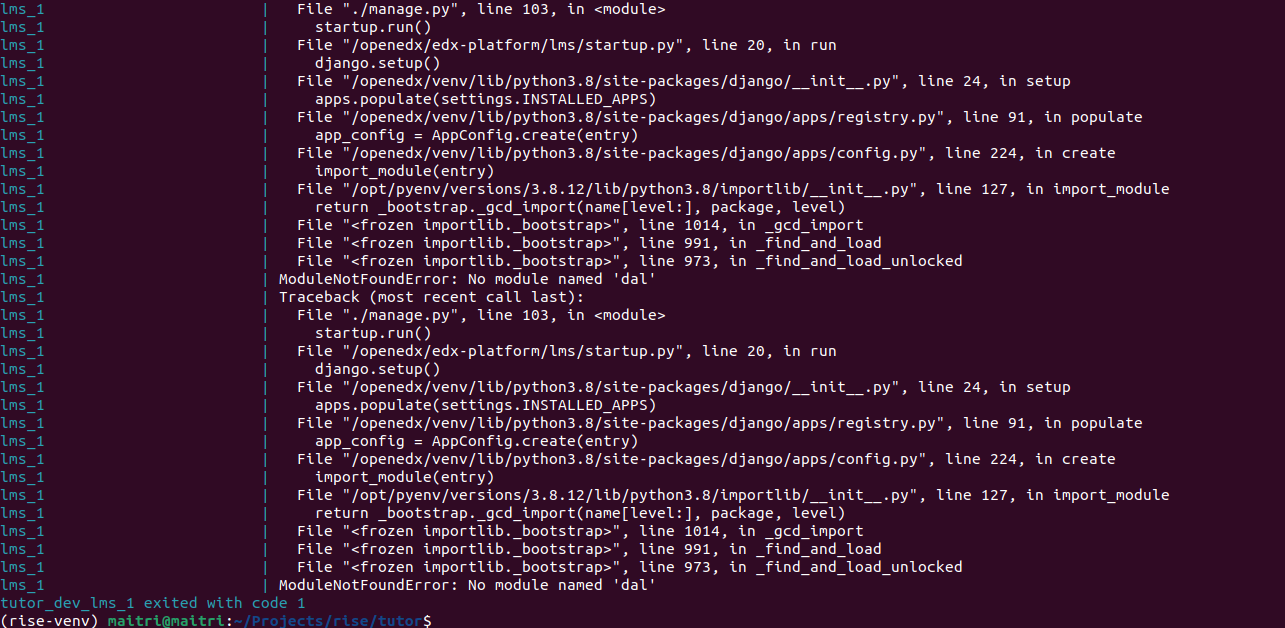 lms_1                        |   File "./manage.py", line 103, in <module>
lms_1                        |     startup.run()
lms_1                        |   File "/openedx/edx-platform/lms/startup.py", line 20, in run
lms_1                        |     django.setup()
lms_1                        |   File "/openedx/venv/lib/python3.8/site-packages/django/__init__.py", line 24, in setup
lms_1                        |     apps.populate(settings.INSTALLED_APPS)
lms_1                        |   File "/openedx/venv/lib/python3.8/site-packages/django/apps/registry.py", line 91, in populate
lms_1                        |     app_config = AppConfig.create(entry)
lms_1                        |   File "/openedx/venv/lib/python3.8/site-packages/django/apps/config.py", line 224, in create
lms_1                        |     import_module(entry)
lms_1                        |   File "/opt/pyenv/versions/3.8.12/lib/python3.8/importlib/__init__.py", line 127, in import_module
lms_1                        |     return _bootstrap._gcd_import(name[level:], package, level)
lms_1                        |   File "<frozen importlib._bootstrap>", line 1014, in _gcd_import
lms_1                        |   File "<frozen importlib._bootstrap>", line 991, in _find_and_load
lms_1                        |   File "<frozen importlib._bootstrap>", line 973, in _find_and_load_unlocked
lms_1                        | ModuleNotFoundError: No module named 'dal'
lms_1                        | Traceback (most recent call last):
lms_1                        |   File "./manage.py", line 103, in <module>
lms_1                        |     startup.run()
lms_1                        |   File "/openedx/edx-platform/lms/startup.py", line 20, in run
lms_1                        |     django.setup()
lms_1                        |   File "/openedx/venv/lib/python3.8/site-packages/django/__init__.py", line 24, in setup
lms_1                        |     apps.populate(settings.INSTALLED_APPS)
lms_1                        |   File "/openedx/venv/lib/python3.8/site-packages/django/apps/registry.py", line 91, in populate
lms_1                        |     app_config = AppConfig.create(entry)
lms_1                        |   File "/openedx/venv/lib/python3.8/site-packages/django/apps/config.py", line 224, in create
lms_1                        |     import_module(entry)
lms_1                        |   File "/opt/pyenv/versions/3.8.12/lib/python3.8/importlib/__init__.py", line 127, in import_module
lms_1                        |     return _bootstrap._gcd_import(name[level:], package, level)
lms_1                        |   File "<frozen importlib._bootstrap>", line 1014, in _gcd_import
lms_1                        |   File "<frozen importlib._bootstrap>", line 991, in _find_and_load
lms_1                        |   File "<frozen importlib._bootstrap>", line 973, in _find_and_load_unlocked
lms_1                        | ModuleNotFoundError: No module named 'dal'
tutor_dev_lms_1 exited with code 1
(rise-venv) maitri@maitri:~/Projects/rise/tutor$